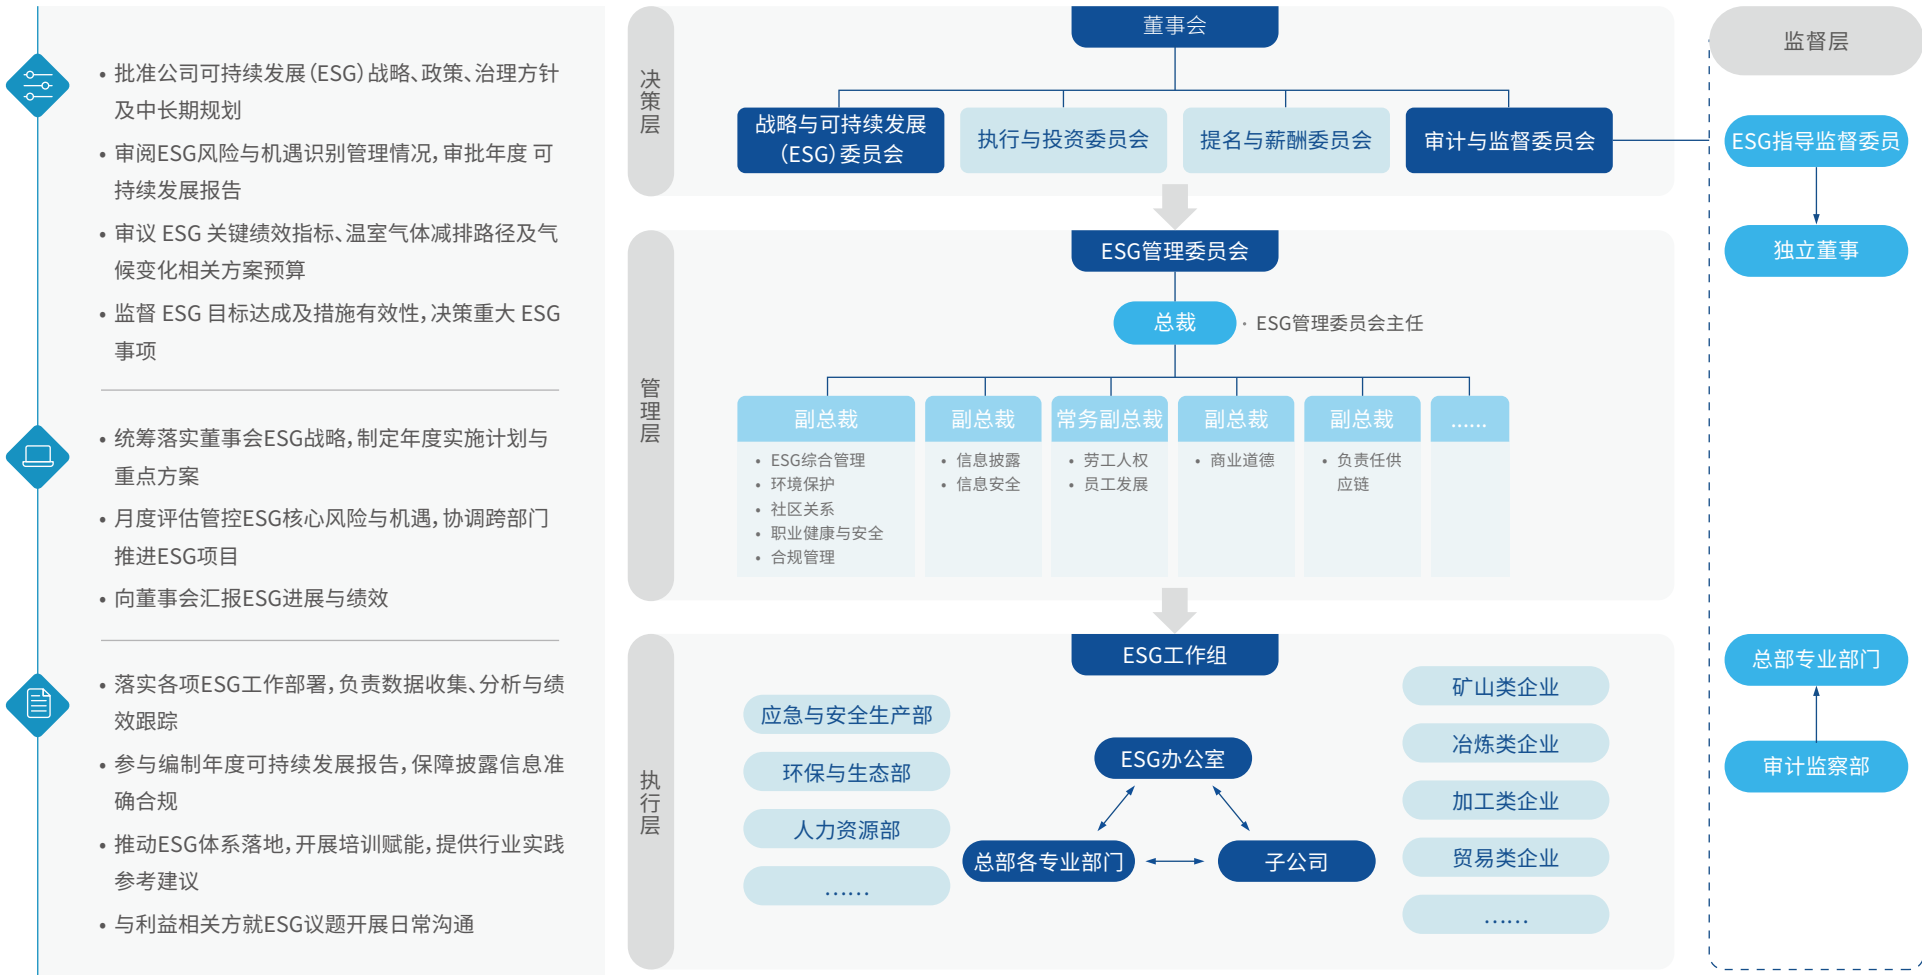 • 批准公司可持续发展（ESG）战略、政策、治理方针
及中长期规划
• 审阅ESG风险与机遇识别管理情况，审批年度 可
持续发展报告
• 审议 ESG 关键绩效指标、温室气体减排路径及气
候变化相关方案预算
• 监督 ESG 目标达成及措施有效性，决策重大 ESG
事项
• 统筹落实董事会ESG战略，制定年度实施计划与
重点方案
• 月度评估管控ESG核心风险与机遇，协调跨部门
推进ESG项目
• 向董事会汇报ESG进展与绩效
• 落实各项ESG工作部署，负责数据收集、分析与绩
效跟踪
• 参与编制年度可持续发展报告，保障披露信息准
确合规
• 推动ESG体系落地，开展培训赋能，提供行业实践
参考建议
• 与利益相关方就ESG议题开展日常沟通
决策层
董事会
战略与可持续发展
（ESG）委员会
执行与投资委员会
提名与薪酬委员会
审计与监督委员会
管理层
ESG管理委员会
总裁
· ESG管理委员会主任
副总裁
• ESG综合管理
• 环境保护
• 社区关系
• 职业健康与安全
• 合规管理
副总裁
• 信息披露
• 信息安全
常务副总裁
• 劳工人权
• 员工发展
副总裁
• 商业道德
副总裁
• 负责任供
应链
......
执行层
ESG工作组
应急与安全生产部
环保与生态部
人力资源部
......
ESG办公室
总部各专业部门
子公司
矿山类企业
冶炼类企业
加工类企业
贸易类企业
......
监督层
ESG指导监督委员
独立董事
总部专业部门
审计监察部